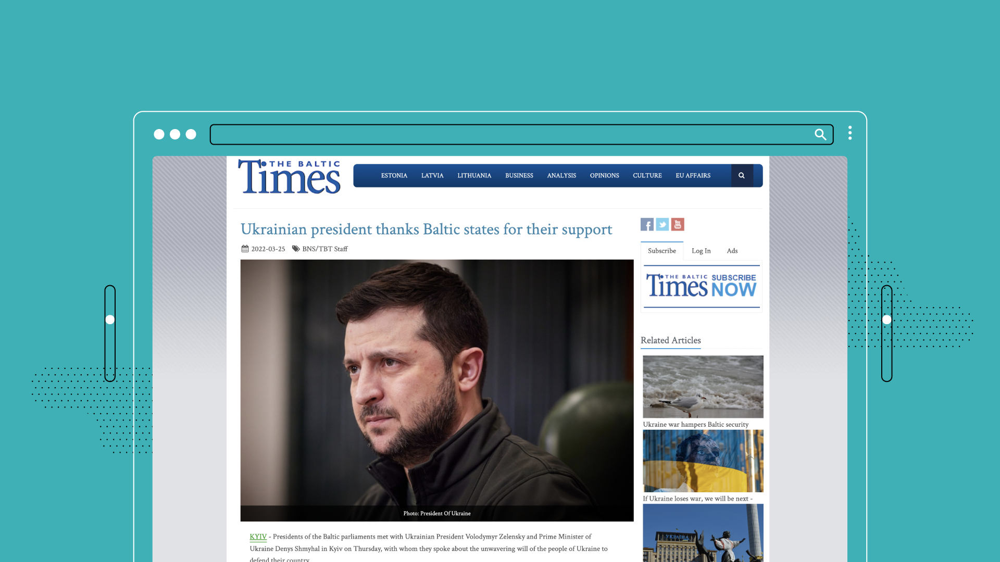 THE BALTIC
Times
ESTONIA LATVIA LITHUANIA BUSINESS ANALYSIS OPINIONS CULTURE EU AFFAIRS
Ukrainian president thanks Baltic states for their support
2022-03-25 BNS/TBT Staff
Photo: President Of Ukraine
KYIV - Presidents of the Baltic parliaments met with Ukrainian President Volodymyr Zelensky and Prime Minister of
Ukraine Denys Shmyhal in Kyiv on Thursday, with whom they spoke about the unwavering will of the people of Ukraine to
defend their country.
f
You
Tube
Subscribe Log In Ads
THE BALTIC
Times
SUBSCRIBE
NOW
Related Articles
Ukraine war hampers Baltic security
If Ukraine loses war, we will be next -
УКРАЇНА